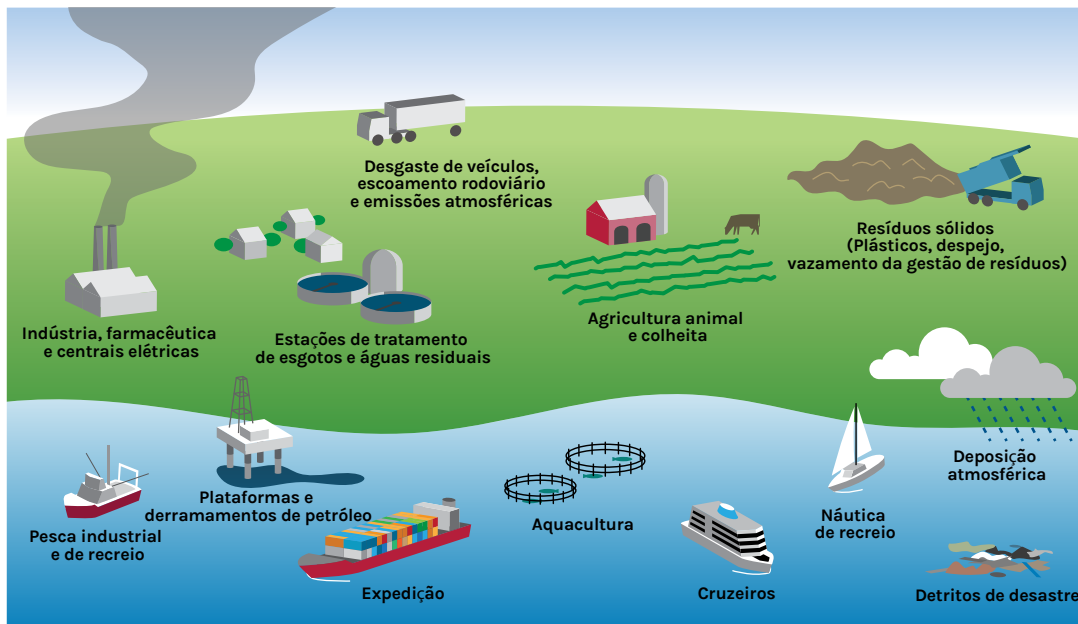 Desgaste de veículos,
escoamento rodoviário
e emissões atmosféricas
Resíduos sólidos
(Plásticos, despejo,
vazamento da gestão de resíduos)
Indústria, farmacêutica
e centrais elétricas
Estações de tratamento
de esgotos e águas residuais
Agricultura animal
e colheita
Deposição
atmosférica
Plataformas e
derramamentos de petróleo
Pesca industrial
e de recreio
Aquacultura
Náutica
de recreio
Expedição
Cruzeiros
Detritos de desastre